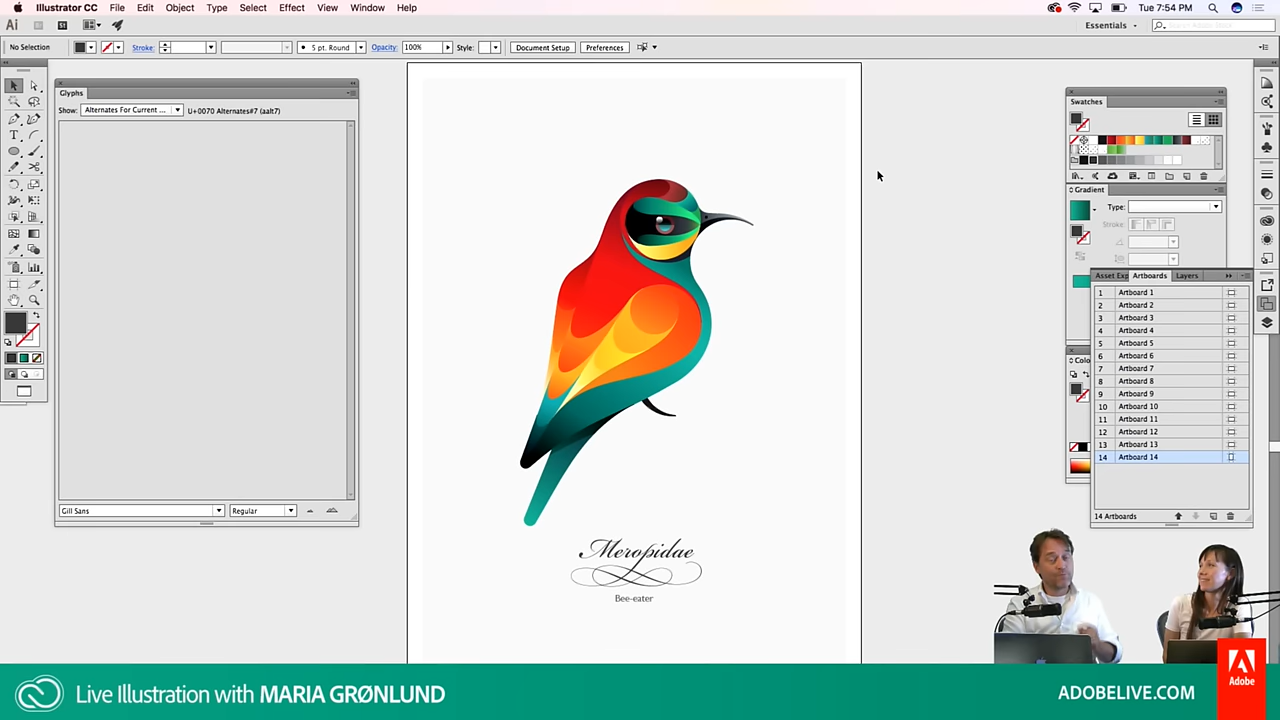 Illustrator CC File Edit Object Type Select Effect View Window Help Tue 7:54 PM
Ai St Essentials
No Selection Stroke: 5 pt. Round Opacity: 100% Style: Document Setup Preferences
Glyphs
Show: Alternates For Current ... U+0070 Alternates#7 (aalt7)
Gill Sans Regular
Swatches
Gradient
Type:
Stroke:
Asset Exp Artboards Layers
1 Artboard 1
2 Artboard 2
3 Artboard 3
4 Artboard 4
5 Artboard 5
6 Artboard 6
7 Artboard 7
8 Artboard 8
9 Artboard 9
10 Artboard 10
11 Artboard 11
12 Artboard 12
13 Artboard 13
14 Artboard 14
14 Artboards
Colo
Meropidae
Bee-eater
Live Illustration with MARIA GRØNLUND
ADOBELIVE.COM
Adobe